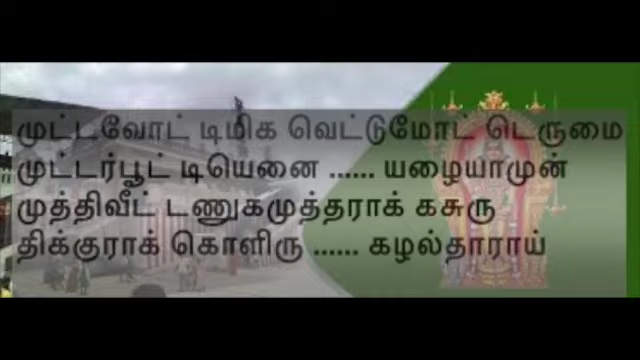 முட்டவோட் டிமிக வெட்டுமோட் டெருமை
முட்டர்பூட் டியெனை ...... யழையாமுன்
முத்திவீட் டணுகமுத்தராக் கசுரு
திக்குராக் கொளிரு ...... கழல்தாராய்